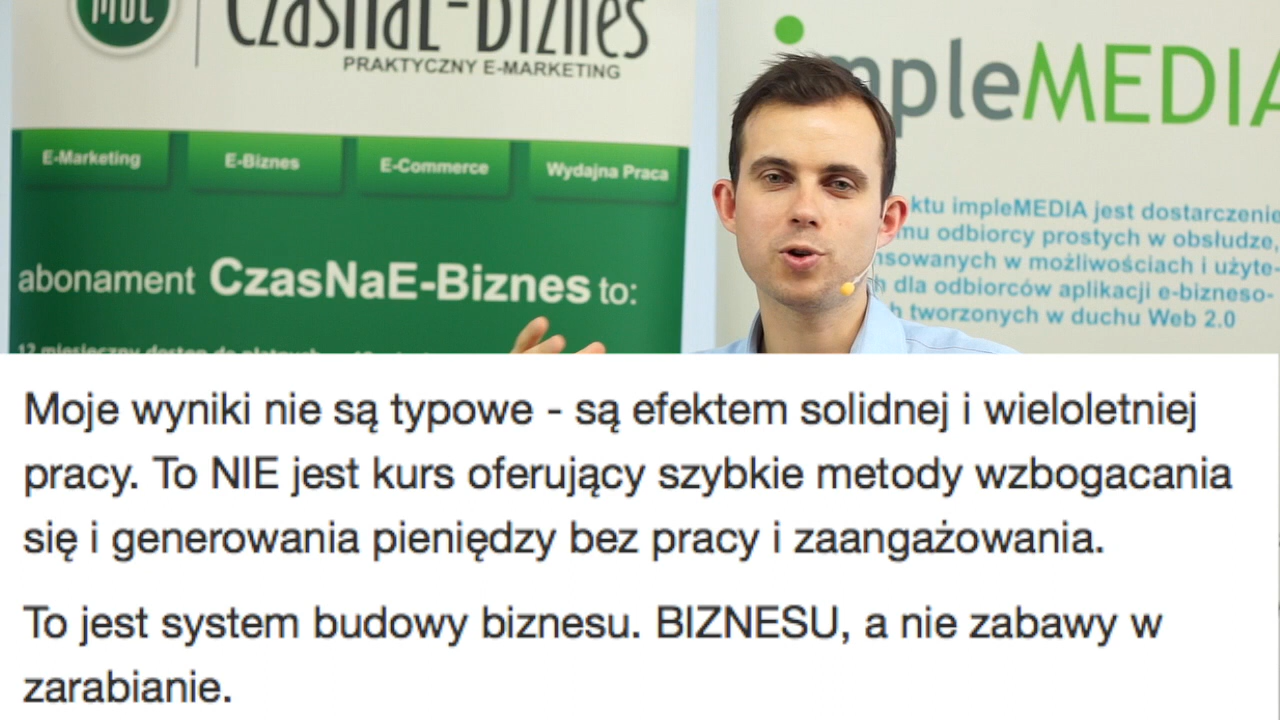 CzasNaE-Biznes
PRAKTYCZNY E-MARKETING
E-Marketing
E-Biznes
E-Commerce
Wydajna Praca
abonament CzasNaE-Biznes to:
mpleMEDIA
ktu impleMEDIA jest dostarczenie
mu odbiorcy prostych w obsłudze,
nsowanych w możliwościach i użyte-
h dla odbiorców aplikacji e-bizneso-
h tworzonych w duchu Web 2.0
Moje wyniki nie są typowe - są efektem solidnej i wieloletniej
pracy. To NIE jest kurs oferujący szybkie metody wzbogacania
się i generowania pieniędzy bez pracy i zaangażowania.
To jest system budowy biznesu. BIZNESU, a nie zabawy w
zarabianie.